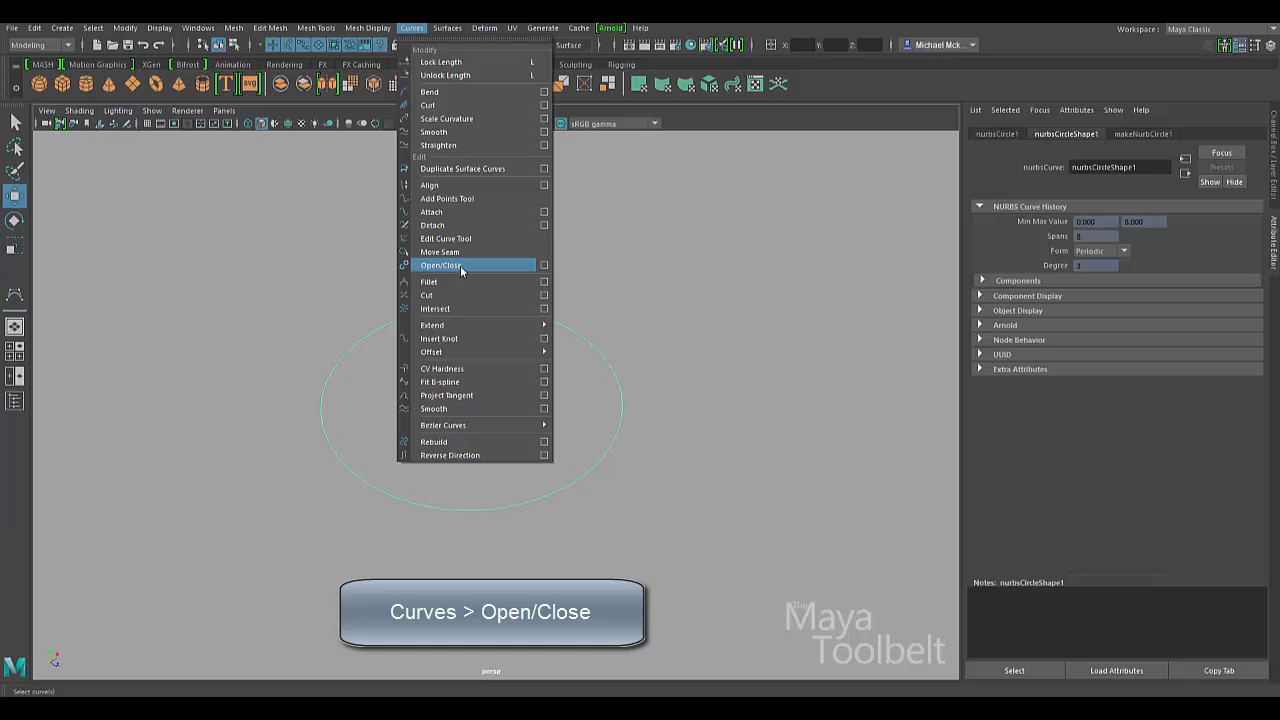 File Edit Create Select Modify Display Windows Mesh Edit Mesh Mesh Tools Mesh Display Curves Surfaces Deform UV Generate Cache [Arnold] Help
Workspace: Maya Classic
Modeling
Surface
X: Y: Z:
Michael Mck...
MASH Motion Graphics XGen Bifrost Animation Rendering FX FX Caching Sculpting Rigging
T svg
View Shading Lighting Show Renderer Panels
sRGB gamma
Modify
Lock Length L
Unlock Length L
Bend
Curl
Scale Curvature
Smooth
Straighten
Edit
Duplicate Surface Curves
Align
Add Points Tool
Attach
Detach
Edit Curve Tool
Move Seam
Open/Close
Fillet
Cut
Intersect
Extend
Insert Knot
Offset
CV Hardness
Fit B-spline
Project Tangent
Smooth
Bezier Curves
Rebuild
Reverse Direction
List Selected Focus Attributes Show Help
nurbsCircle1 nurbsCircleShape1 makeNurbCircle1
Focus
nurbsCurve: nurbsCircleShape1
Presets
Show Hide
NURBS Curve History
Min Max Value 0.000 8.000
Spans 8
Form Periodic
Degree 3
Components
Component Display
Object Display
Arnold
Node Behavior
UUID
Extra Attributes
Notes: nurbsCircleShape1
Select Load Attributes Copy Tab
Channel Box / Layer Editor
Attribute Editor
Curves > Open/Close
The
Maya
Toolbelt
persp
M
Select curve(s)